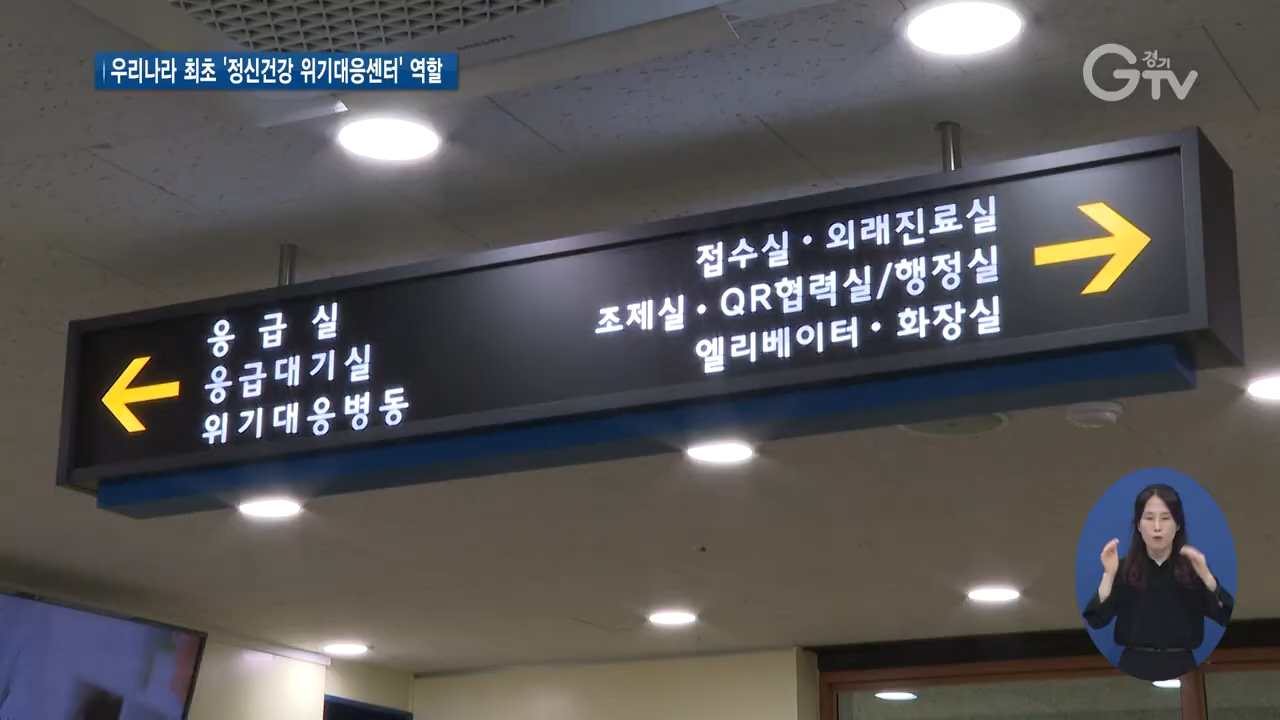 우리나라 최초 '정신건강 위기대응센터' 역할
경기
GTV
응급실
응급대기실
위기대응병동
접수실·외래진료실
조제실·QR협력실/행정실
엘리베이터·화장실